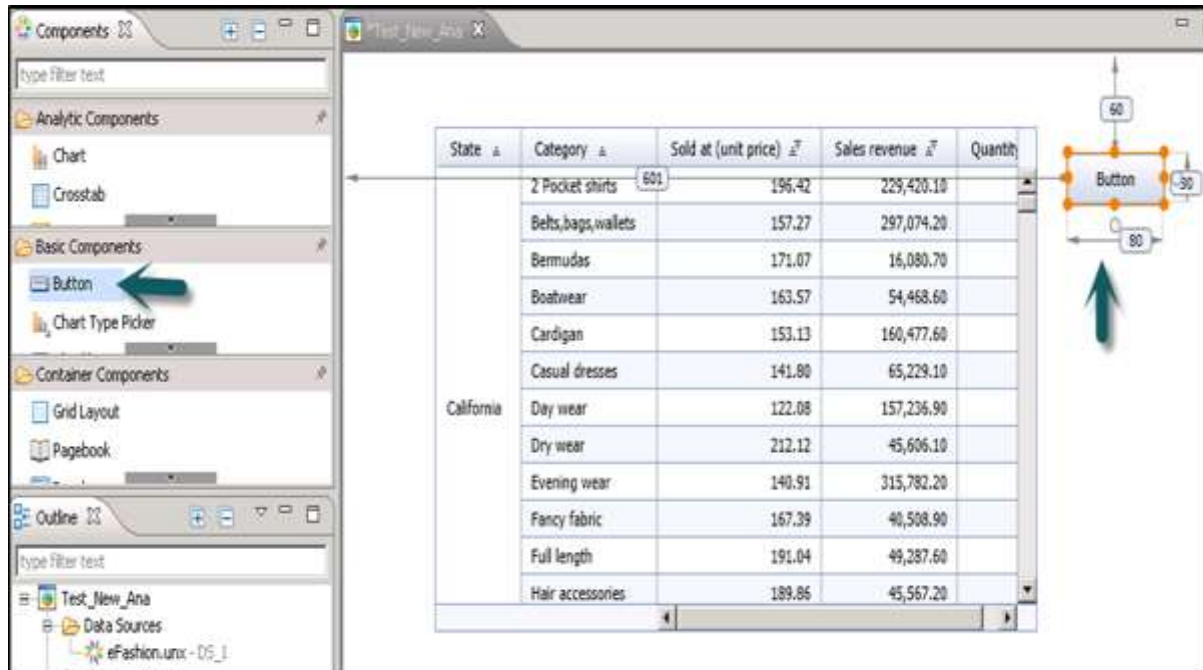 Components
type filter text
Analytic Components
Chart
Crosstab
Basic Components
Button
Chart Type Picker
Container Components
Grid Layout
Pagebook
Outline
type filter text
Test_New_Ana
Data Sources
eFashion.unx - DS_1
*Test_New_Ana
State Category Sold at (unit price) Sales revenue Quantity
California
2 Pocket shirts 196.42 229,420.10
Belts,bags,wallets 157.27 297,074.20
Bermudas 171.07 16,080.70
Boatwear 163.57 54,468.60
Cardigan 153.13 160,477.60
Casual dresses 141.80 65,229.10
Day wear 122.08 157,236.90
Dry wear 212.12 45,606.10
Evening wear 140.91 315,782.20
Fancy fabric 167.39 40,508.90
Full length 191.04 49,287.60
Hair accessories 189.86 45,567.20
601
60
Button
30
80